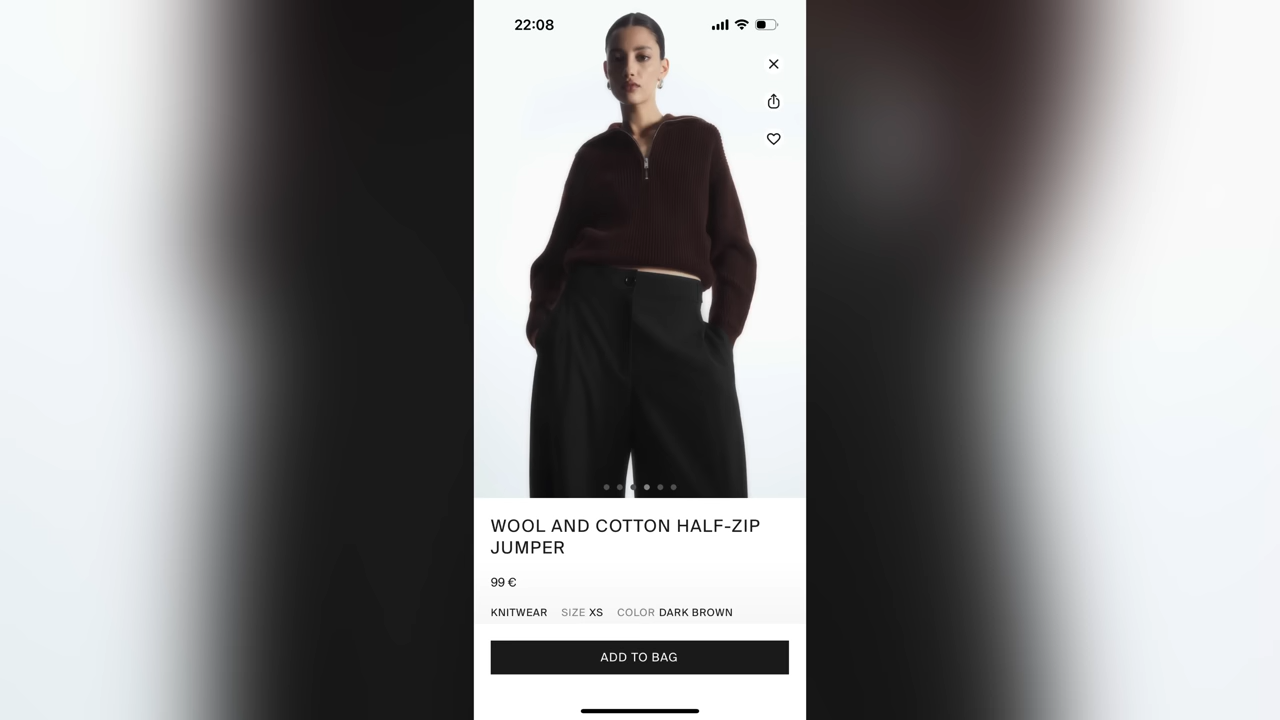 22:08
WOOL AND COTTON HALF-ZIP
JUMPER
99 €
KNITWEAR SIZE XS COLOR DARK BROWN
ADD TO BAG